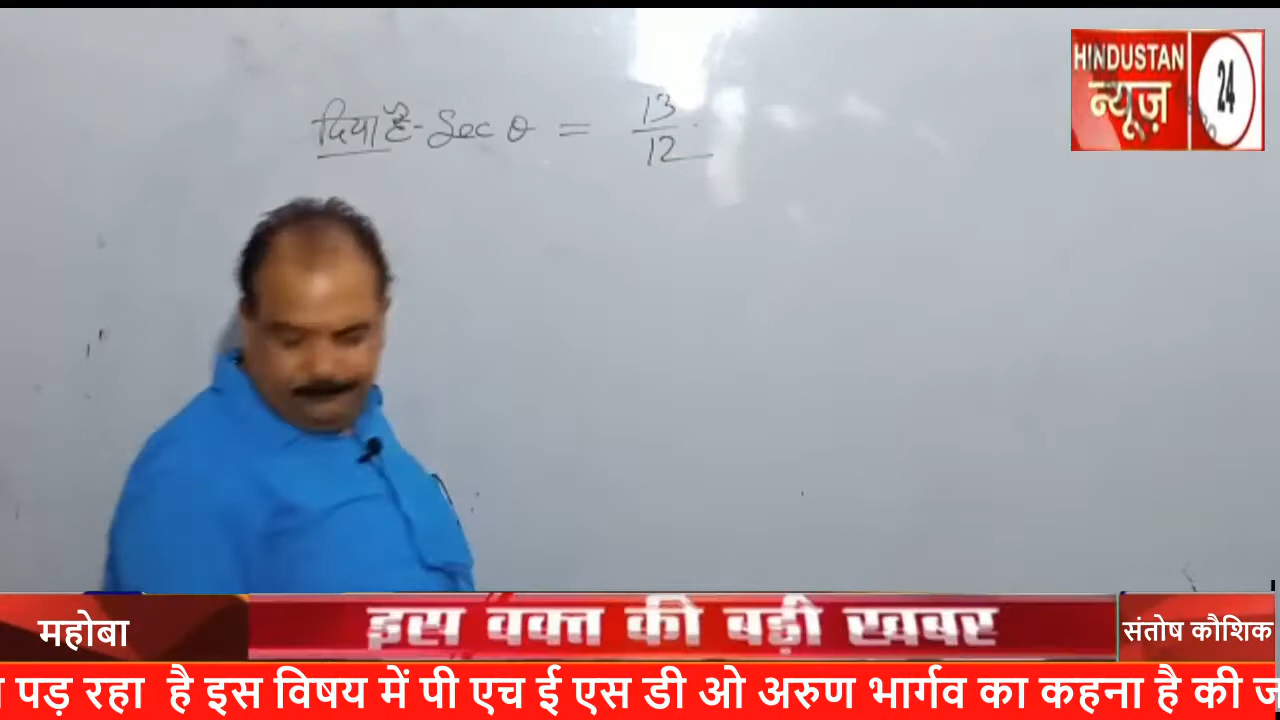 दिया है- Sec θ = 13/12
HINDUSTAN
न्यूज़
24
महोबा
इस वक्त की बड़ी खबर
संतोष कौशिक
पड़ रहा है इस विषय में पी एच ई एस डी ओ अरुण भार्गव का कहना है की